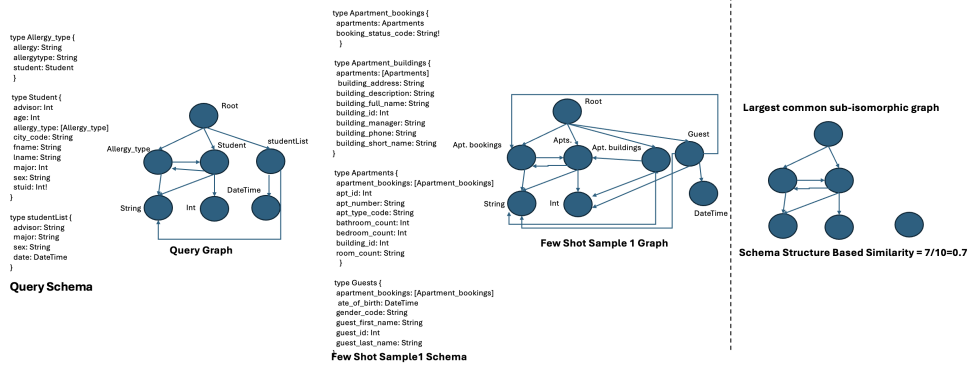 type Allergy_type {
allergy: String
allergytype: String
student: Student
}
type Student {
advisor: Int
age: Int
allergy_type: [Allergy_type]
city_code: String
fname: String
lname: String
major: Int
sex: String
stuid: Int!
}
type studentList {
advisor: String
major: String
sex: String
date: DateTime
}
Query Schema
Root
Allergy_type
Student
studentList
String
Int
DateTime
Query Graph
type Apartment_bookings {
apartments: Apartments
booking_status_code: String!
}
type Apartment_buildings {
apartments: [Apartments]
building_address: String
building_description: String
building_full_name: String
building_id: Int
building_manager: String
building_phone: String
building_short_name: String
}
type Apartments {
apartment_bookings: [Apartment_bookings]
apt_id: Int
apt_number: String
apt_type_code: String
bathroom_count: Int
bedroom_count: Int
building_id: Int
room_count: String
}
type Guests {
apartment_bookings: [Apartment_bookings]
ate_of_birth: DateTime
gender_code: String
guest_first_name: String
guest_id: Int
guest_last_name: String
}
Few Shot Sample1 Schema
Root
Apt. bookings
Apts.
Apt. buildings
Guest
String
Int
DateTime
Few Shot Sample 1 Graph
Largest common sub-isomorphic graph
Schema Structure Based Similarity = 7/10=0.7